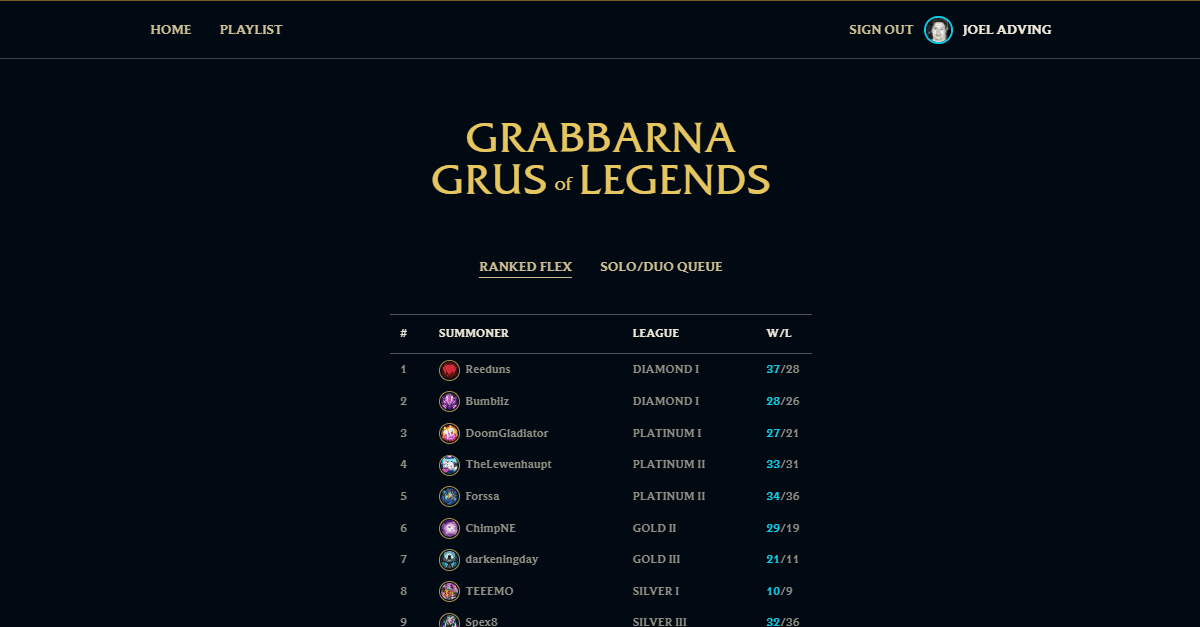 HOME PLAYLIST SIGN OUT JOEL ADVING
GRABBARNA
GRUS of LEGENDS
RANKED FLEX SOLO/DUO QUEUE
# SUMMONER LEAGUE W/L
1 Reeduns DIAMOND I 37/28
2 Bumbilz DIAMOND I 28/26
3 DoomGladiator PLATINUM I 27/21
4 TheLewenhaupt PLATINUM II 33/31
5 Forssa PLATINUM II 34/36
6 ChimpNE GOLD II 29/19
7 darkeningday GOLD III 21/11
8 TEEEMO SILVER I 10/9
9 Spex8 SILVER III 32/36